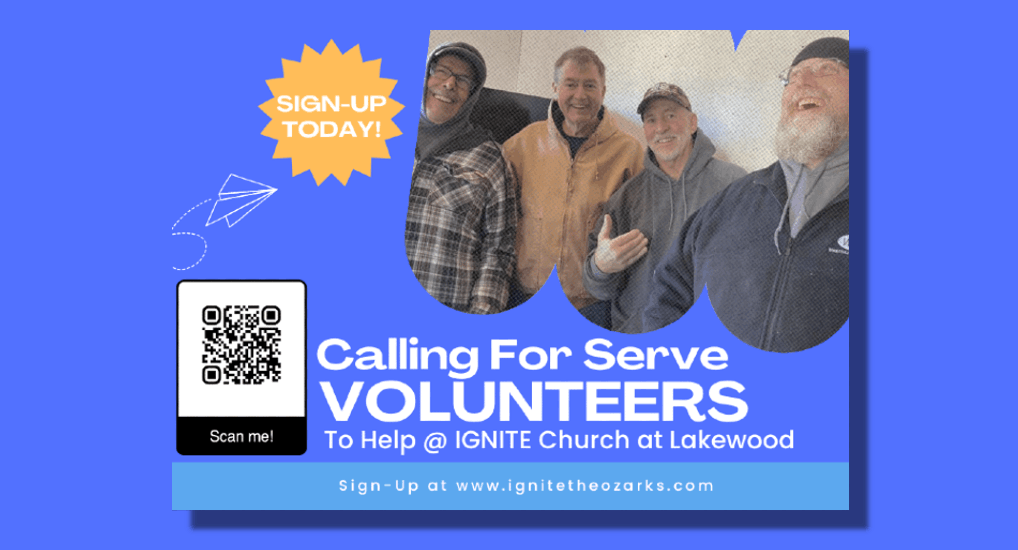 SIGN-UP
TODAY!
Scan me!
Calling For Serve
VOLUNTEERS
To Help @ IGNITE Church at Lakewood
Sign-Up at www.ignitetheozarks.com